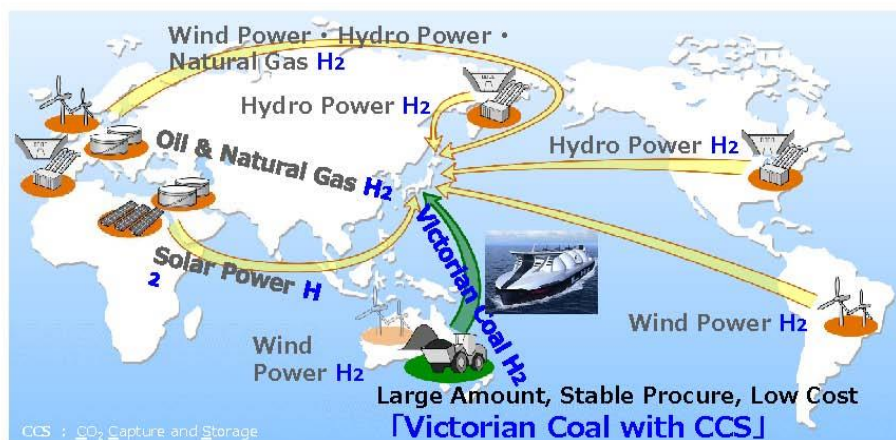 Wind Power・Hydro Power・
Natural Gas H2
Hydro Power H2
Oil & Natural Gas H2
Hydro Power H2
Solar Power H
2
Victorian Coal H2
Wind
Power H2
Wind Power H2
Large Amount, Stable Procure, Low Cost
「Victorian Coal with CCS」
CCS : CO2 Capture and Storage